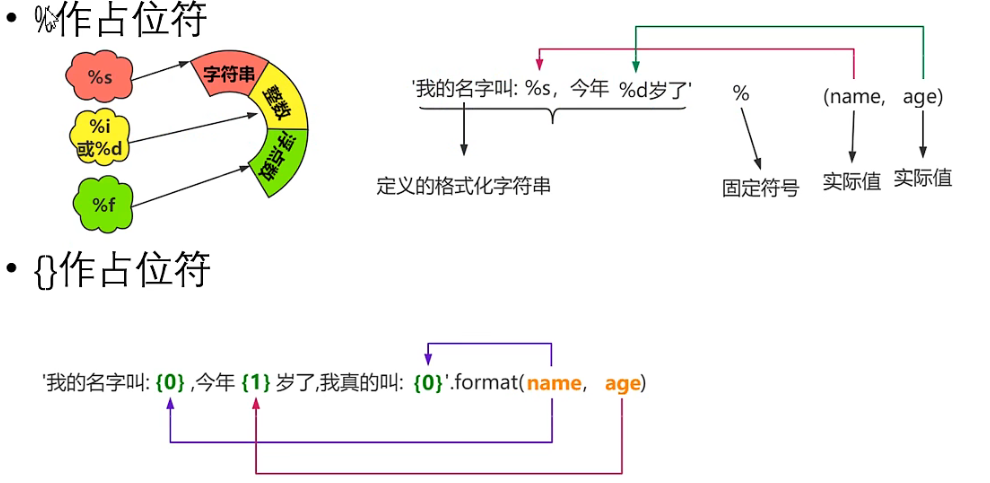 • %作占位符
%s
字符串
%i
或%d
整数
%f
浮点数
'我的名字叫: %s，今年 %d岁了' % (name, age)
定义的格式化字符串
固定符号
实际值
实际值
• {}作占位符
'我的名字叫: {0} ,今年 {1} 岁了,我真的叫: {0}'.format(name, age)